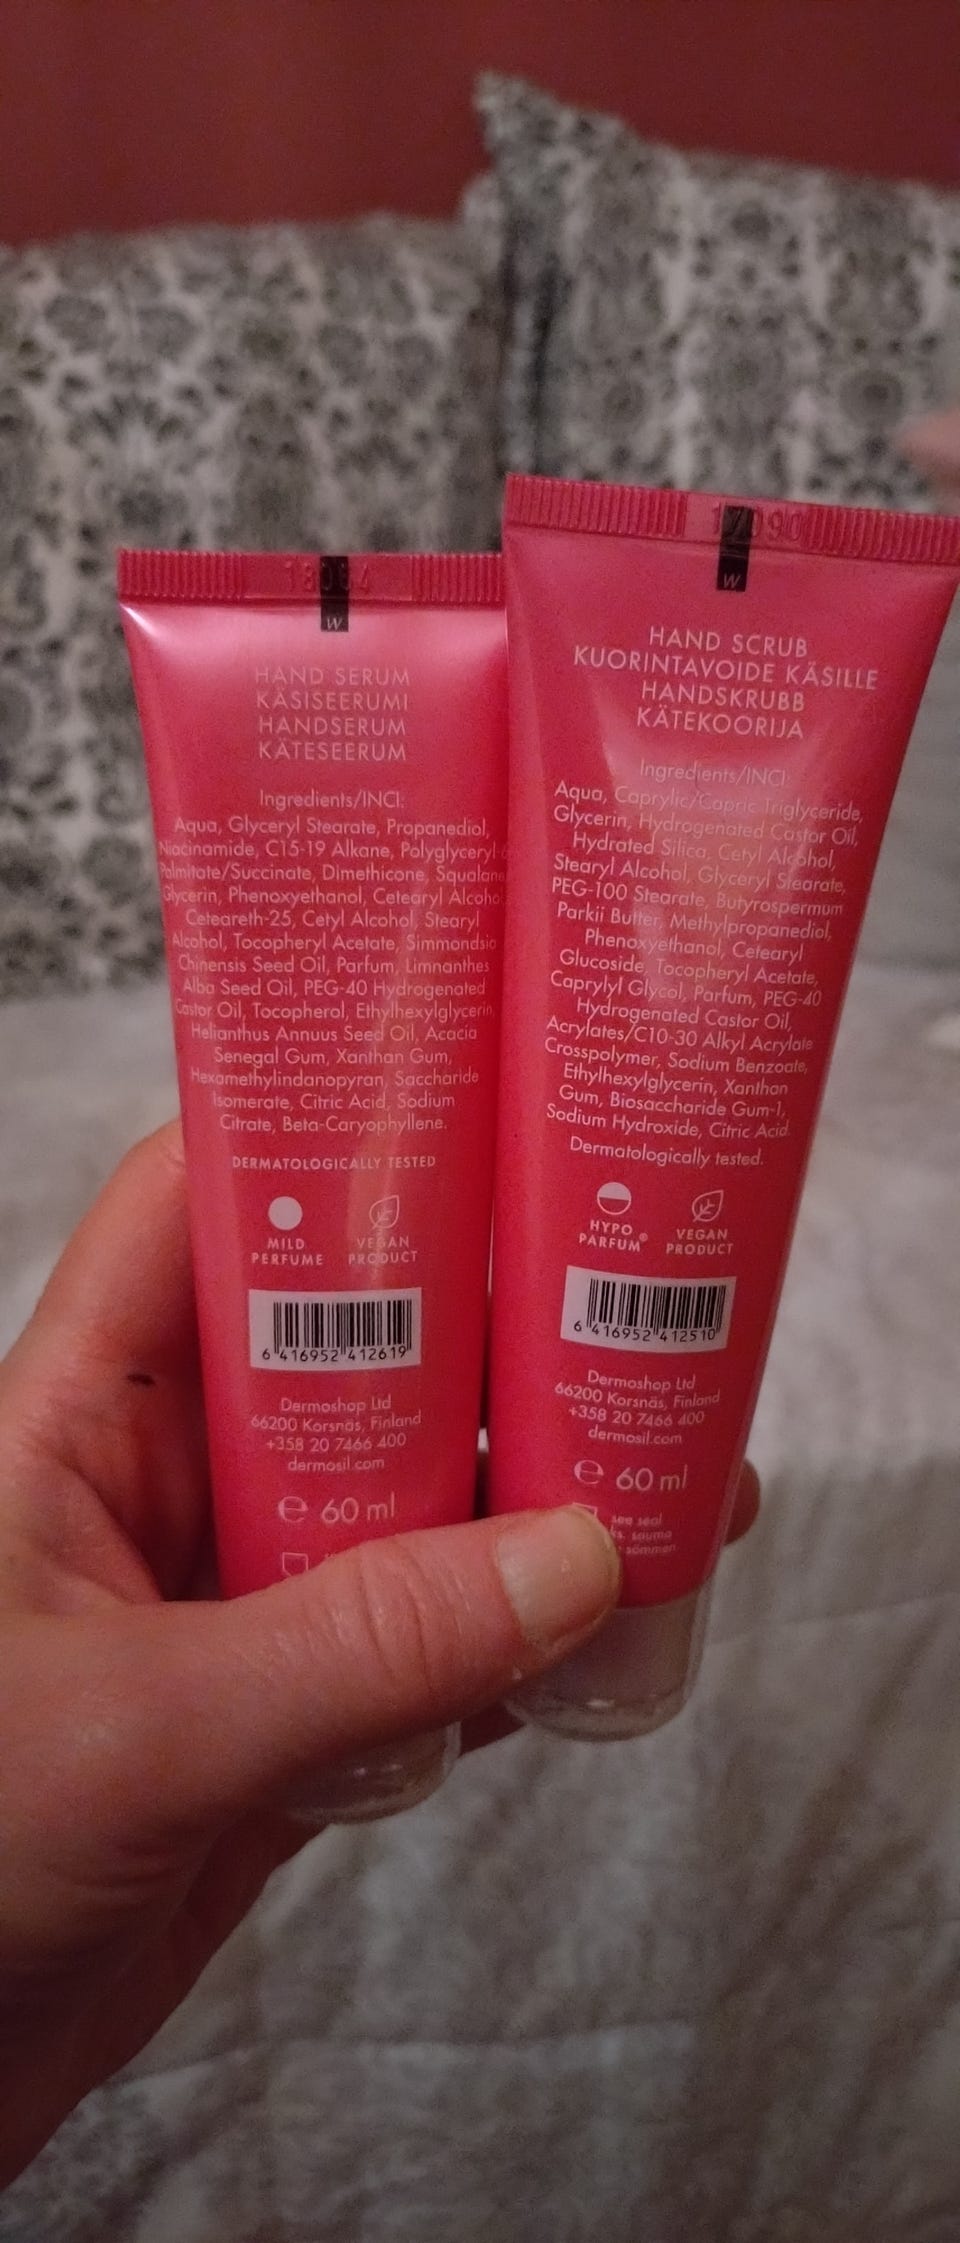 W
HAND SERUM
KÄSISEERUMI
HANDSERUM
KÄTESEERUM
Ingredients/INCI:
Aqua, Glyceryl Stearate, Propanediol,
Niacinamide, C15-19 Alkane, Polyglyceryl-
Palmitate/Succinate, Dimethicone, Squalane
Glycerin, Phenoxyethanol, Cetearyl Alcoho
Ceteareth-25, Cetyl Alcohol, Stearyl
Alcohol, Tocopheryl Acetate, Simmondsia
Chinensis Seed Oil, Parfum, Limnanthes
Alba Seed Oil, PEG-40 Hydrogenated
Castor Oil, Tocopherol, Ethylhexylglycerin,
Helianthus Annuus Seed Oil, Acacia
Senegal Gum, Xanthan Gum,
Hexamethylindanopyran, Saccharide
Isomerate, Citric Acid, Sodium
Citrate, Beta-Caryophyllene.
DERMATOLOGICALLY TESTED
MILD
PERFUME
VEGAN
PRODUCT
6 416952 412619
Dermoshop Ltd
66200 Korsnäs, Finland
+358 20 7466 400
dermosil.com
e 60 ml
17090
W
HAND SCRUB
KUORINTAVOIDE KÄSILLE
HANDSKRUBB
KÄTEKOORIJA
Ingredients/INCI:
Aqua, Caprylic/Capric Triglyceride,
Glycerin, Hydrogenated Castor Oil,
Hydrated Silica, Cetyl Alcohol,
Stearyl Alcohol, Glyceryl Stearate,
PEG-100 Stearate, Butyrospermum
Parkii Butter, Methylpropanediol,
Phenoxyethanol, Cetearyl
Glucoside, Tocopheryl Acetate,
Caprylyl Glycol, Parfum, PEG-40
Hydrogenated Castor Oil,
Acrylates/C10-30 Alkyl Acrylate
Crosspolymer, Sodium Benzoate,
Ethylhexylglycerin, Xanthan
Gum, Biosaccharide Gum-1,
Sodium Hydroxide, Citric Acid.
Dermatologically tested.
HYPO
PARFUM®
VEGAN
PRODUCT
6 416952 412510
Dermoshop Ltd
66200 Korsnäs, Finland
+358 20 7466 400
dermosil.com
e 60 ml
see seal
ks. sauma
sömmen